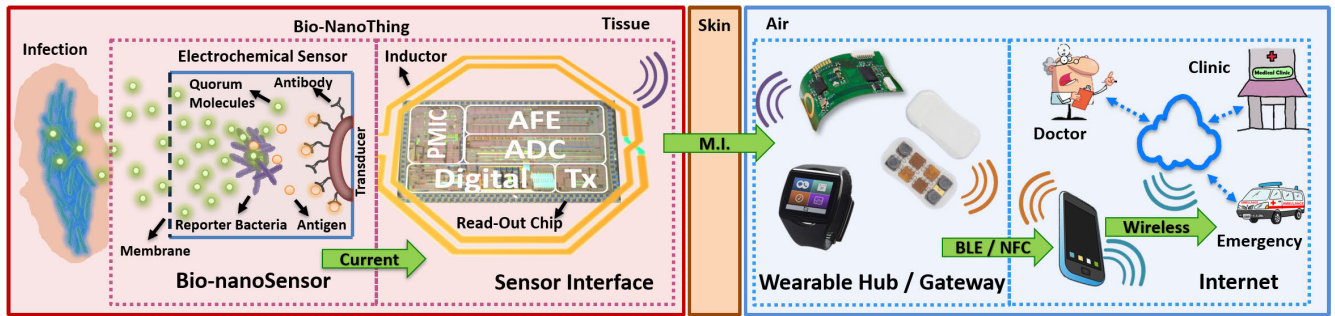 Bio-NanoThing
Tissue
Infection
Electrochemical Sensor
Quorum
Molecules
Antibody
Transducer
Reporter Bacteria
Antigen
Membrane
Bio-nanoSensor
Current
Inductor
PMIC
AFE
ADC
Digital
Tx
Read-Out Chip
Sensor Interface
Skin
M.I.
Air
Wearable Hub / Gateway
BLE / NFC
Doctor
Clinic
Medical Clinic
Wireless
Emergency
Internet